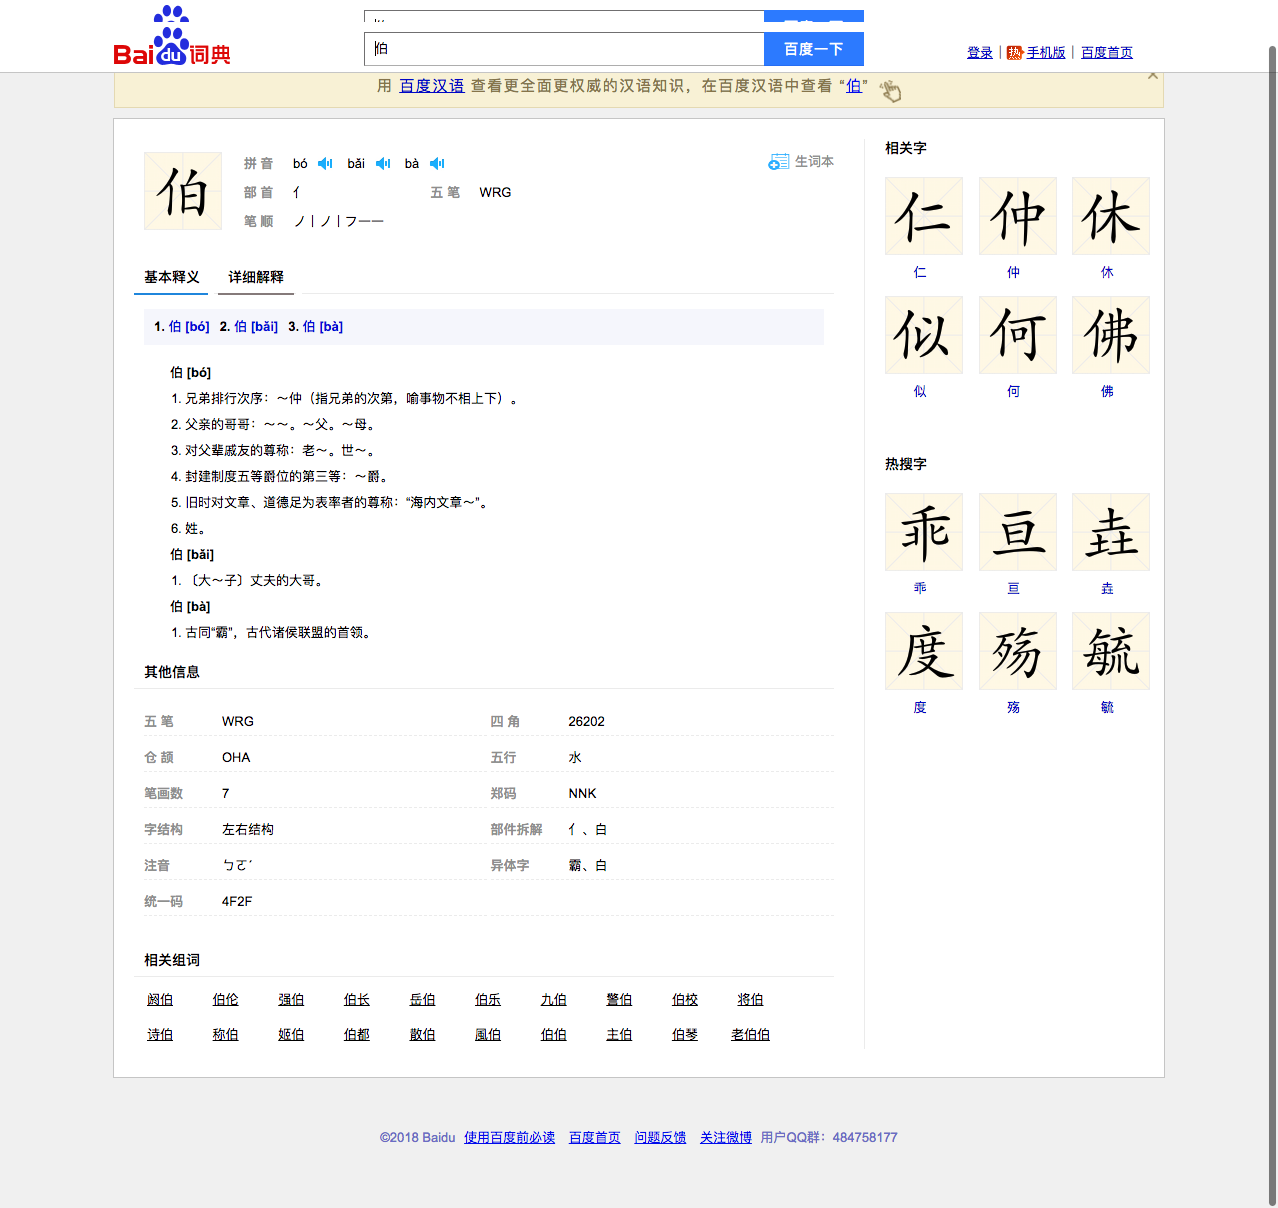 Bai du 词典
伯
百度一下
登录 | 热 手机版 | 百度首页
用 百度汉语 查看更全面更权威的汉语知识，在百度汉语中查看 “伯” ×
伯
拼 音 bó bǎi bà 生词本
部 首 亻 五 笔 WRG
笔 顺 ノ丨ノ丨フ一一
基本释义 详细解释
1. 伯 [bó] 2. 伯 [bǎi] 3. 伯 [bà]
伯 [bó]
1. 兄弟排行次序：～仲（指兄弟的次第，喻事物不相上下）。
2. 父亲的哥哥：～～。～父。～母。
3. 对父辈戚友的尊称：老～。世～。
4. 封建制度五等爵位的第三等：～爵。
5. 旧时对文章、道德足为表率者的尊称：“海内文章～”。
6. 姓。
伯 [bǎi]
1. 〔大～子〕丈夫的大哥。
伯 [bà]
1. 古同“霸”，古代诸侯联盟的首领。
其他信息
五 笔 WRG 四 角 26202
仓 颉 OHA 五行 水
笔画数 7 郑码 NNK
字结构 左右结构 部件拆解 亻、白
注音 ㄅㄛˊ 异体字 霸、白
统一码 4F2F
相关组词
阏伯 伯伦 强伯 伯长 岳伯 伯乐 九伯 警伯 伯校 将伯
诗伯 称伯 姬伯 伯都 散伯 風伯 伯伯 主伯 伯琴 老伯伯
相关字
仁 仲 休
仁 仲 休
似 何 佛
似 何 佛
热搜字
乖 亘 垚
乖 亘 垚
度 殇 毓
度 殇 毓
©2018 Baidu 使用百度前必读 百度首页 问题反馈 关注微博 用户QQ群：484758177